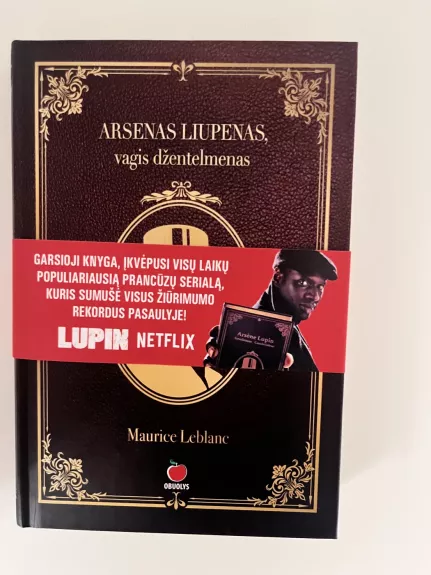 ARSENAS LIUPENAS,
vagis džentelmenas
GARSIOJI KNYGA, ĮKVĖPUSI VISŲ LAIKŲ
POPULIARIAUSIĄ PRANCŪZŲ SERIALĄ,
KURIS SUMUŠĖ VISUS ŽIŪRIMUMO
REKORDUS PASAULYJE!
LUPIN NETFLIX
Arsène Lupin
Maurice Leblanc
OBUOLYS